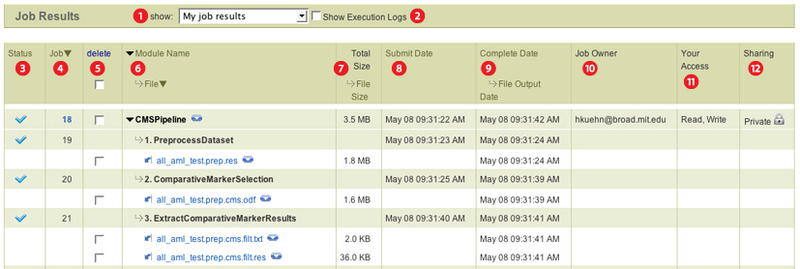 Job Results 1 show: My job results Show Execution Logs 2
Status Job▼ delete ▼Module Name Total Size Submit Date Complete Date Job Owner Your Access Sharing
3 4 5 6 7 8 9 10 11 12
File▼ File Size File Output Date
18 ▼CMSPipeline 3.5 MB May 08 09:31:22 AM May 08 09:31:42 AM hkuehn@broad.mit.edu Read, Write Private
19 1. PreprocessDataset May 08 09:31:23 AM May 08 09:31:24 AM
all_aml_test.prep.res 1.8 MB May 08 09:31:24 AM
20 2. ComparativeMarkerSelection May 08 09:31:25 AM May 08 09:31:39 AM
all_aml_test.prep.cms.odf 1.6 MB May 08 09:31:39 AM
21 3. ExtractComparativeMarkerResults May 08 09:31:40 AM May 08 09:31:41 AM
all_aml_test.prep.cms.filt.txt 2.0 KB May 08 09:31:41 AM
all_aml_test.prep.cms.filt.res 36.0 KB May 08 09:31:41 AM